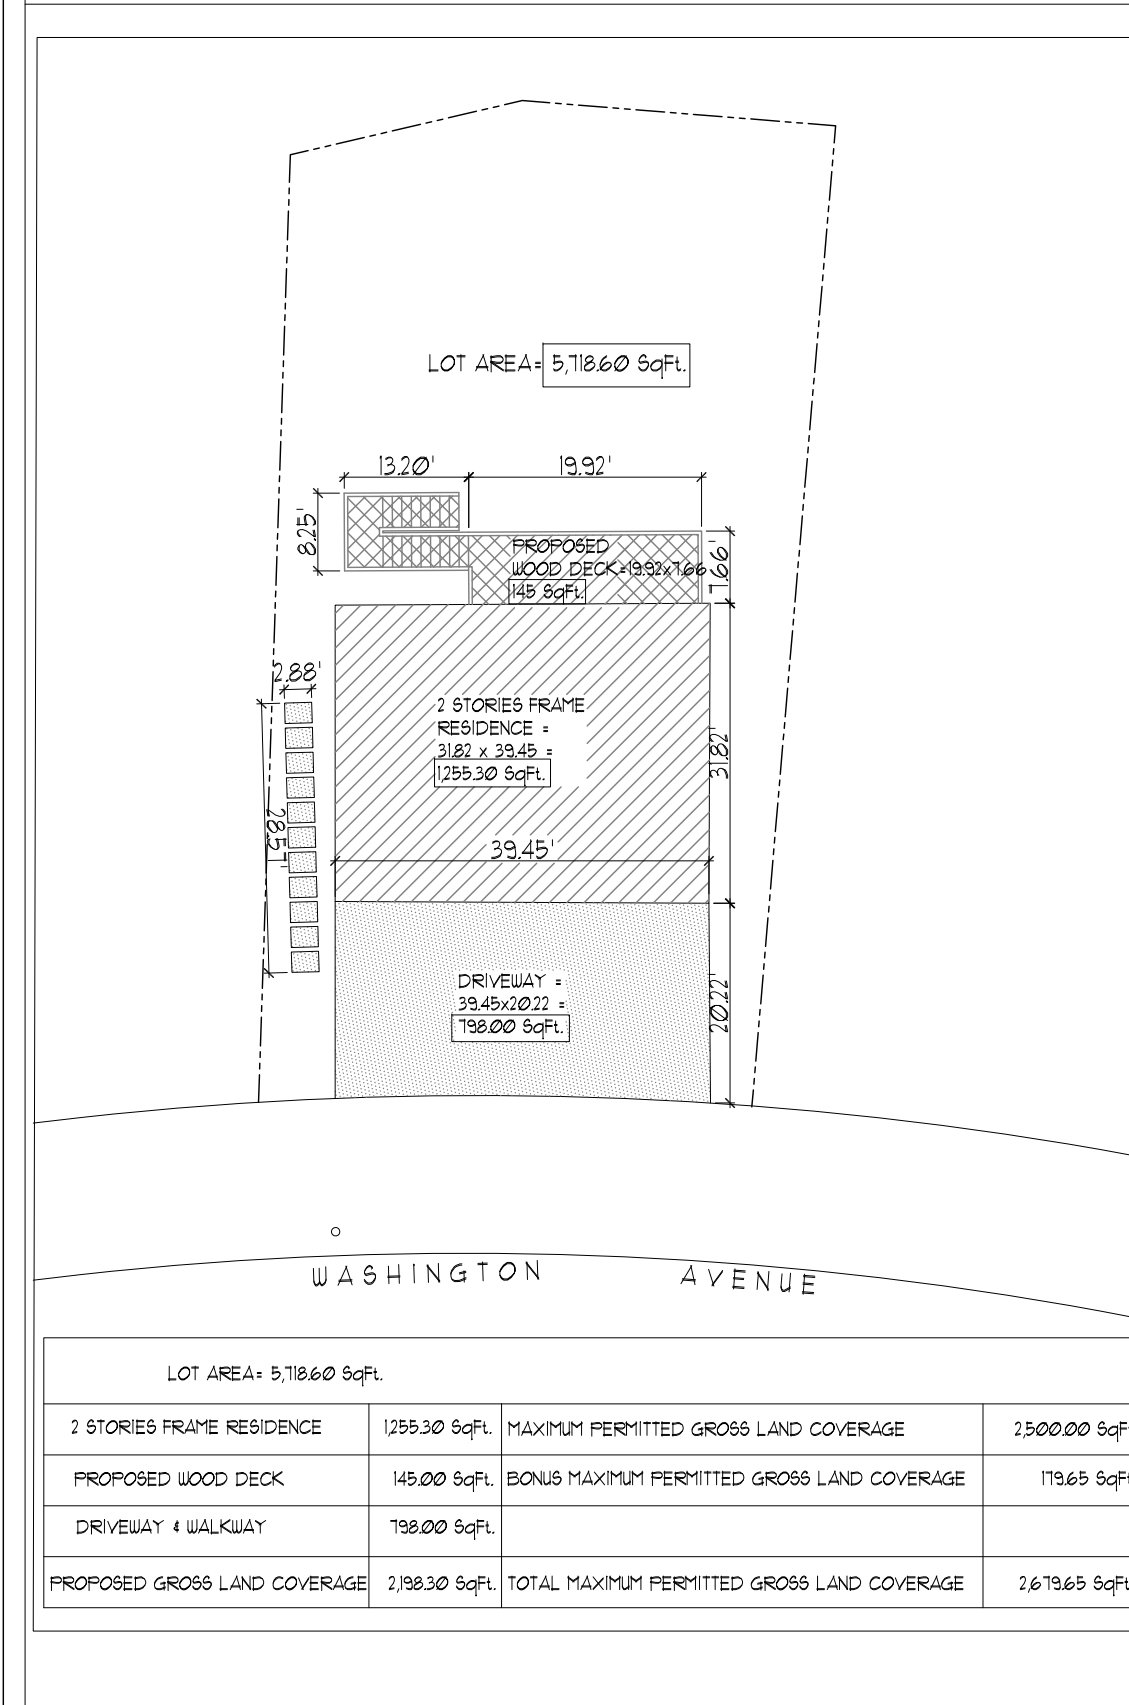 LOT AREA= 5,718.60 SqFt.
13.20'
19.92'
8.25'
PROPOSED
WOOD DECK=19.92x7.66
145 SqFt.
7.66'
2.88'
2 STORIES FRAME
RESIDENCE =
31.82 x 39.45 =
1,255.30 SqFt.
31.82'
28.57'
39.45'
DRIVEWAY =
39.45x20.22 =
798.00 SqFt.
20.22'
WASHINGTON AVENUE
LOT AREA= 5,718.60 SqFt.
2 STORIES FRAME RESIDENCE 1,255.30 SqFt. MAXIMUM PERMITTED GROSS LAND COVERAGE 2,500.00 SqF
PROPOSED WOOD DECK 145.00 SqFt. BONUS MAXIMUM PERMITTED GROSS LAND COVERAGE 179.65 SqFt
DRIVEWAY & WALKWAY 798.00 SqFt.
PROPOSED GROSS LAND COVERAGE 2,198.30 SqFt. TOTAL MAXIMUM PERMITTED GROSS LAND COVERAGE 2,679.65 SqFt